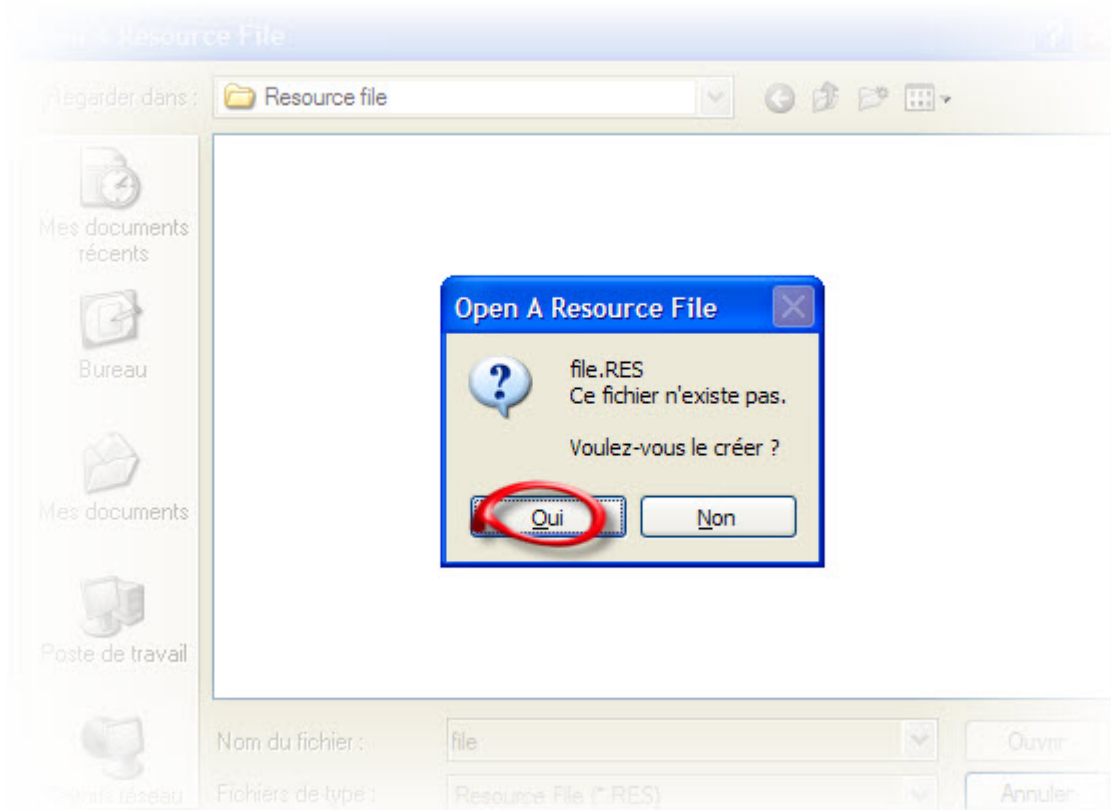 A Resource File
Regarder dans :
Resource file
Mes documents
récents
Bureau
Mes documents
Poste de travail
Open A Resource File
file.RES
Ce fichier n'existe pas.
Voulez-vous le créer ?
Oui
Non
Nom du fichier :
file
Ouvrir
Fichiers de type :
Resource File (*.RES)
Annuler